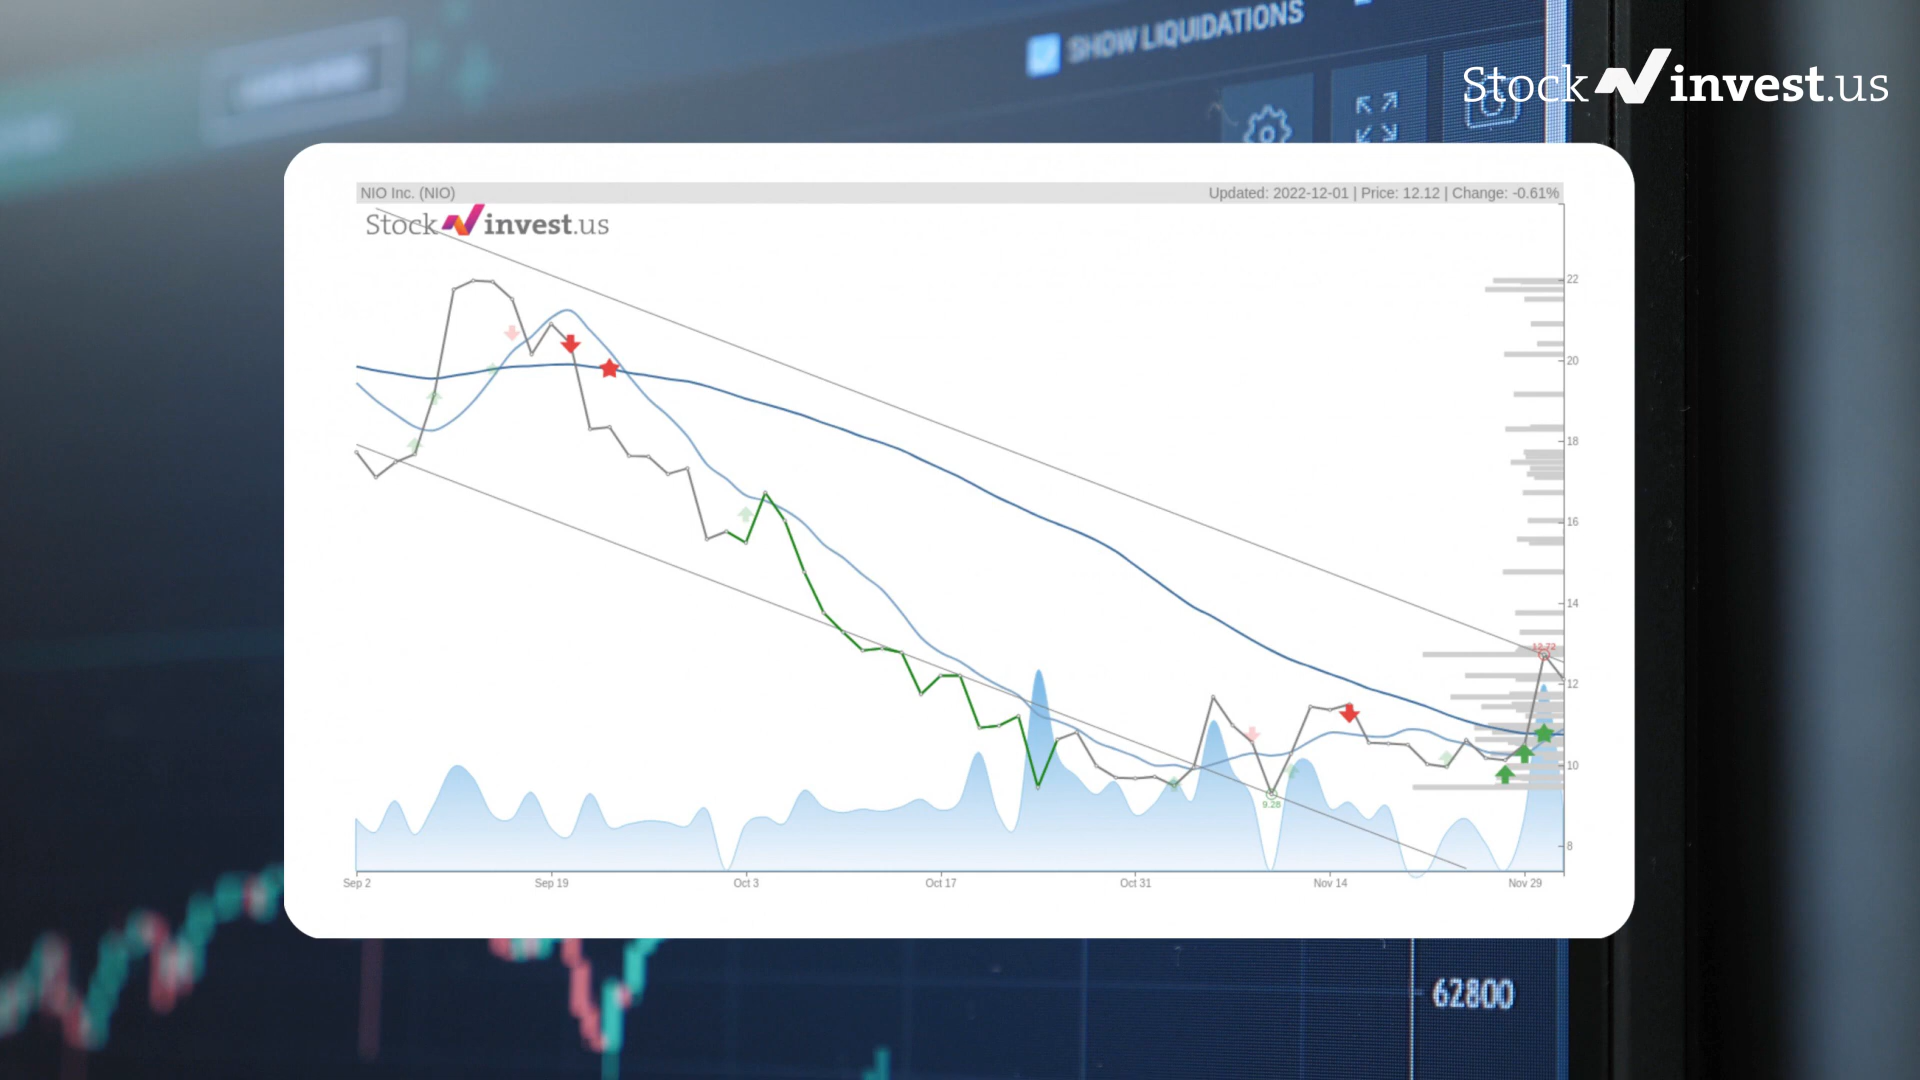 SHOW LIQUIDATIONS
Stock invest.us
NIO Inc. (NIO)
Updated: 2022-12-01 | Price: 12.12 | Change: -0.61%
Stock invest.us
22
20
18
16
14
12.72
12
10
9.28
8
Sep 2
Sep 19
Oct 3
Oct 17
Oct 31
Nov 14
Nov 29
62800